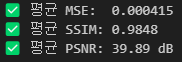 ✅ 평균 MSE:  0.000415
✅ 평균 SSIM: 0.9848
✅ 평균 PSNR: 39.89 dB